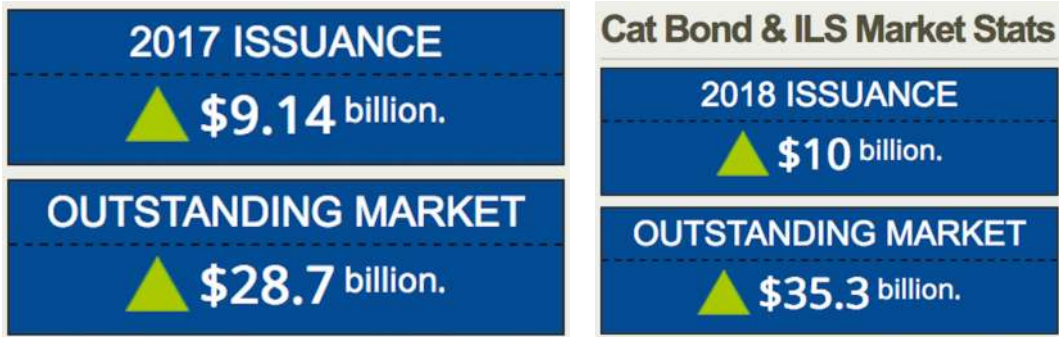 2017 ISSUANCE
$9.14 billion.
OUTSTANDING MARKET
$28.7 billion.
Cat Bond & ILS Market Stats
2018 ISSUANCE
$10 billion.
OUTSTANDING MARKET
$35.3 billion.